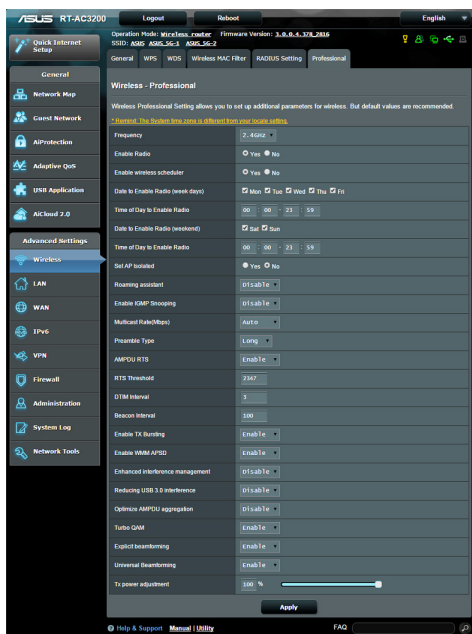 ASUS RT-AC3200 Logout Reboot English
Quick Internet Setup
Operation Mode: Wireless router Firmware Version: 3.0.0.4.378_2816
SSID: ASUS ASUS_5G-1 ASUS_5G-2
General WPS WDS Wireless MAC Filter RADIUS Setting Professional
General
Network Map
Guest Network
AiProtection
Adaptive QoS
USB Application
AiCloud 2.0
Advanced Settings
Wireless
LAN
WAN
IPv6
VPN
Firewall
Administration
System Log
Network Tools
Wireless - Professional
Wireless Professional Setting allows you to set up additional parameters for wireless. But default values are recommended.
* Remind: The System time zone is different from your locale setting.
Frequency 2.4GHz
Enable Radio Yes No
Enable wireless scheduler Yes No
Date to Enable Radio (week days) Mon Tue Wed Thu Fri
Time of Day to Enable Radio 00 : 00 - 23 : 59
Date to Enable Radio (weekend) Sat Sun
Time of Day to Enable Radio 00 : 00 - 23 : 59
Set AP Isolated Yes No
Roaming assistant Disable
Enable IGMP Snooping Disable
Multicast Rate(Mbps) Auto
Preamble Type Long
AMPDU RTS Enable
RTS Threshold 2347
DTIM Interval 3
Beacon Interval 100
Enable TX Bursting Enable
Enable WMM APSD Enable
Enhanced interference management Disable
Reducing USB 3.0 interference Disable
Optimize AMPDU aggregation Disable
Turbo QAM Enable
Explicit beamforming Enable
Universal Beamforming Enable
Tx power adjustment 100 %
Apply
Help & Support Manual | Utility FAQ